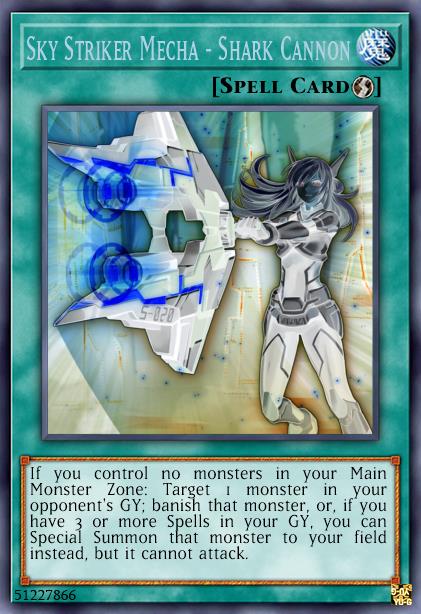 SKY STRIKER MECHA - SHARK CANNON 魔
[SPELL CARD]
S-020
If you control no monsters in your Main
Monster Zone: Target 1 monster in your
opponent's GY; banish that monster, or, if you
have 3 or more Spells in your GY, you can
Special Summon that monster to your field
instead, but it cannot attack.
51227866